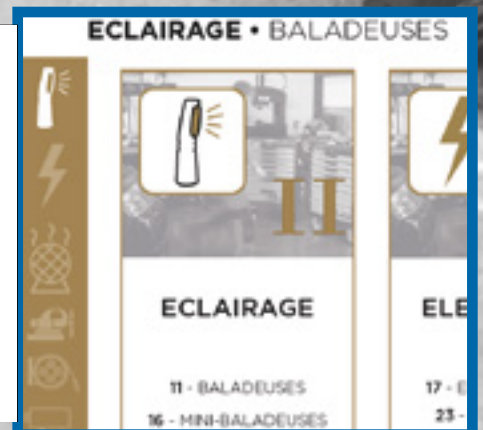 ECLAIRAGE • BALADEUSES
II
ECLAIRAGE
11 - BALADEUSES
16 - MINI-BALADEUSES
ELE
17 - E
23 -